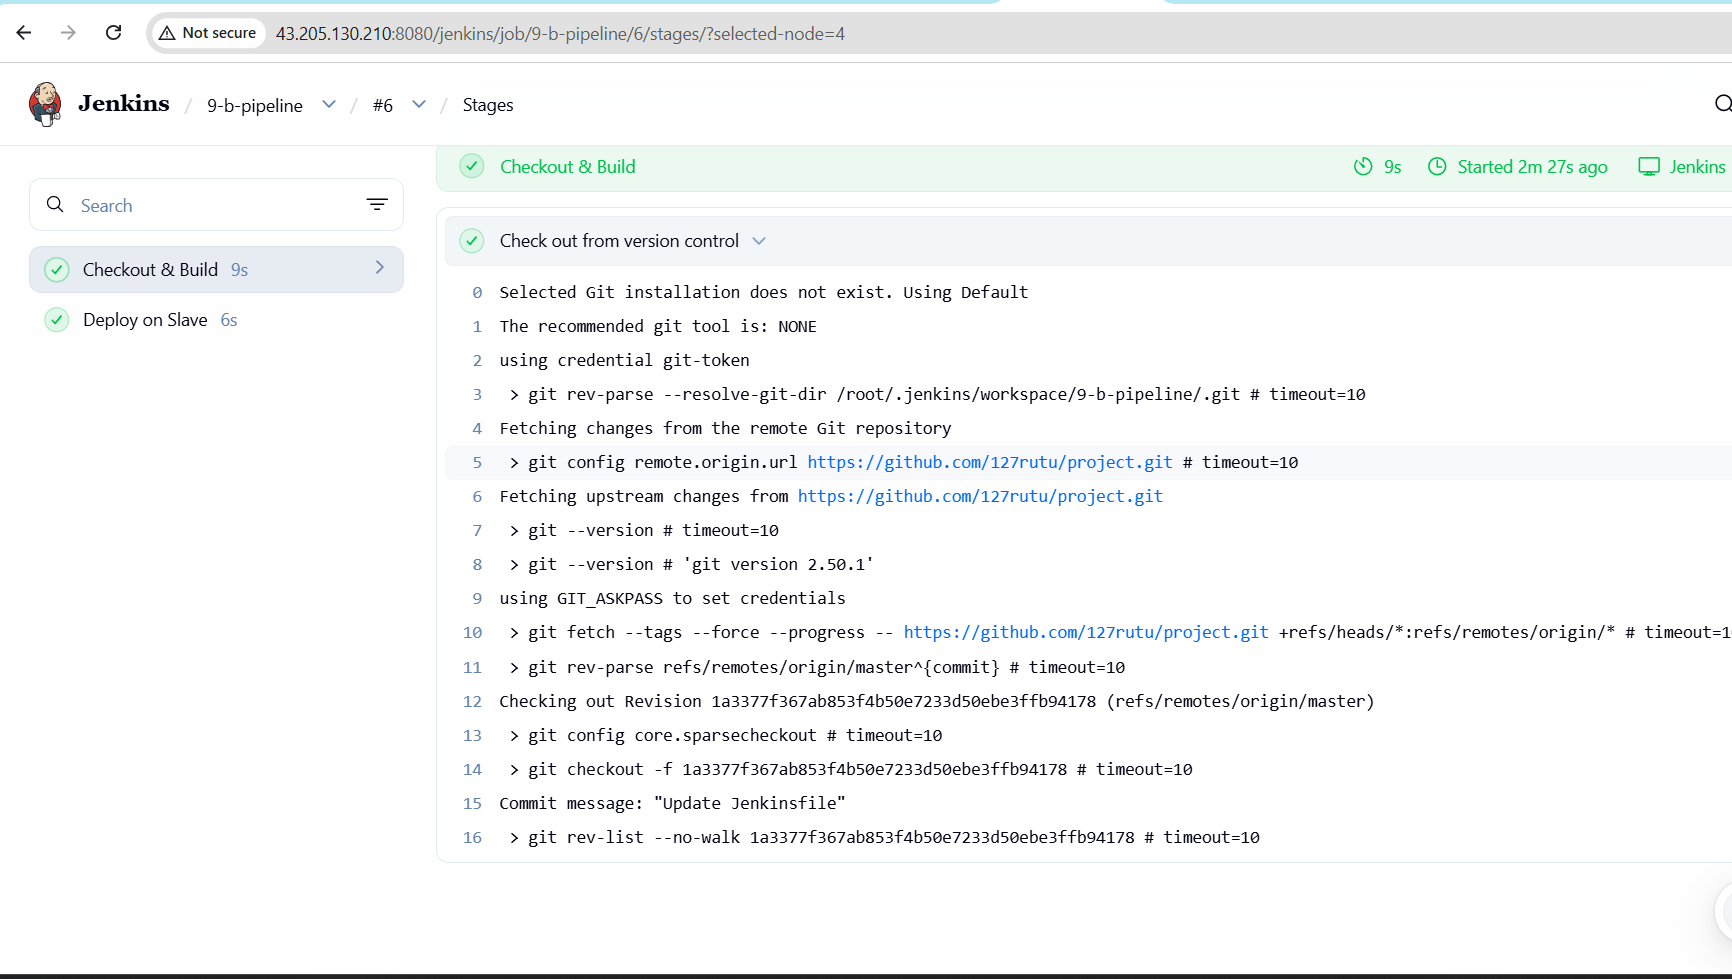 Not secure 43.205.130.210:8080/jenkins/job/9-b-pipeline/6/stages/?selected-node=4
Jenkins / 9-b-pipeline / #6 / Stages
Search
Checkout & Build 9s
Deploy on Slave 6s
Checkout & Build 9s Started 2m 27s ago Jenkins
Check out from version control
0 Selected Git installation does not exist. Using Default
1 The recommended git tool is: NONE
2 using credential git-token
3 > git rev-parse --resolve-git-dir /root/.jenkins/workspace/9-b-pipeline/.git # timeout=10
4 Fetching changes from the remote Git repository
5 > git config remote.origin.url https://github.com/127rutu/project.git # timeout=10
6 Fetching upstream changes from https://github.com/127rutu/project.git
7 > git --version # timeout=10
8 > git --version # 'git version 2.50.1'
9 using GIT_ASKPASS to set credentials
10 > git fetch --tags --force --progress -- https://github.com/127rutu/project.git +refs/heads/*:refs/remotes/origin/* # timeout=1
11 > git rev-parse refs/remotes/origin/master^{commit} # timeout=10
12 Checking out Revision 1a3377f367ab853f4b50e7233d50ebe3ffb94178 (refs/remotes/origin/master)
13 > git config core.sparsecheckout # timeout=10
14 > git checkout -f 1a3377f367ab853f4b50e7233d50ebe3ffb94178 # timeout=10
15 Commit message: "Update Jenkinsfile"
16 > git rev-list --no-walk 1a3377f367ab853f4b50e7233d50ebe3ffb94178 # timeout=10